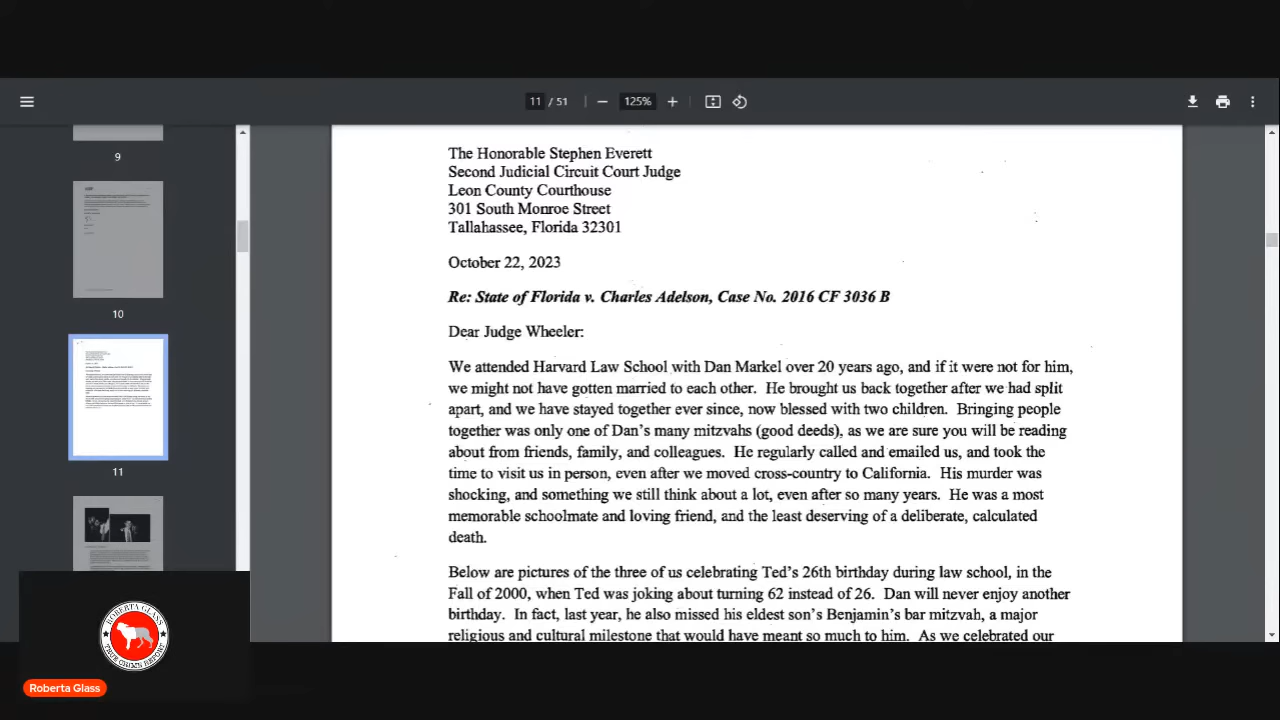 11 / 51
125%
9
10
11
The Honorable Stephen Everett
Second Judicial Circuit Court Judge
Leon County Courthouse
301 South Monroe Street
Tallahassee, Florida 32301
October 22, 2023
Re: State of Florida v. Charles Adelson, Case No. 2016 CF 3036 B
Dear Judge Wheeler:
We attended Harvard Law School with Dan Markel over 20 years ago, and if it were not for him,
we might not have gotten married to each other. He brought us back together after we had split
apart, and we have stayed together ever since, now blessed with two children. Bringing people
together was only one of Dan's many mitzvahs (good deeds), as we are sure you will be reading
about from friends, family, and colleagues. He regularly called and emailed us, and took the
time to visit us in person, even after we moved cross-country to California. His murder was
shocking, and something we still think about a lot, even after so many years. He was a most
memorable schoolmate and loving friend, and the least deserving of a deliberate, calculated
death.
Below are pictures of the three of us celebrating Ted's 26th birthday during law school, in the
Fall of 2000, when Ted was joking about turning 62 instead of 26. Dan will never enjoy another
birthday. In fact, last year, he also missed his eldest son's Benjamin's bar mitzvah, a major
religious and cultural milestone that would have meant so much to him. As we celebrated our
ROBERTA GLASS
TRUE CRIME REPORT
Roberta Glass